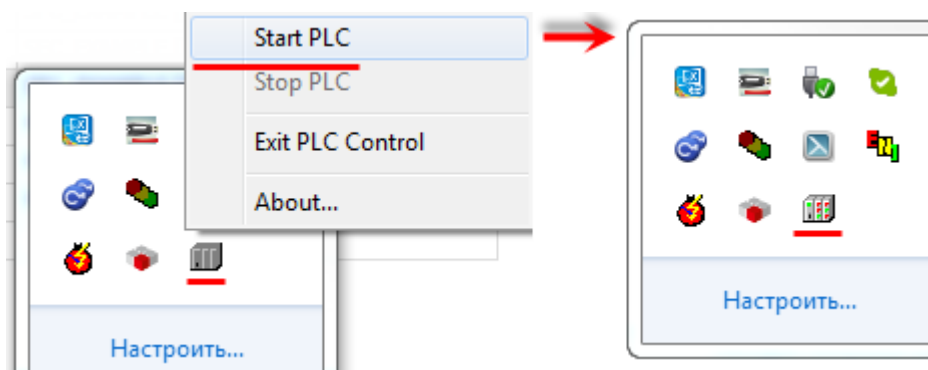 Start PLC
Stop PLC
Exit PLC Control
About...
Настроить...
Настроить...